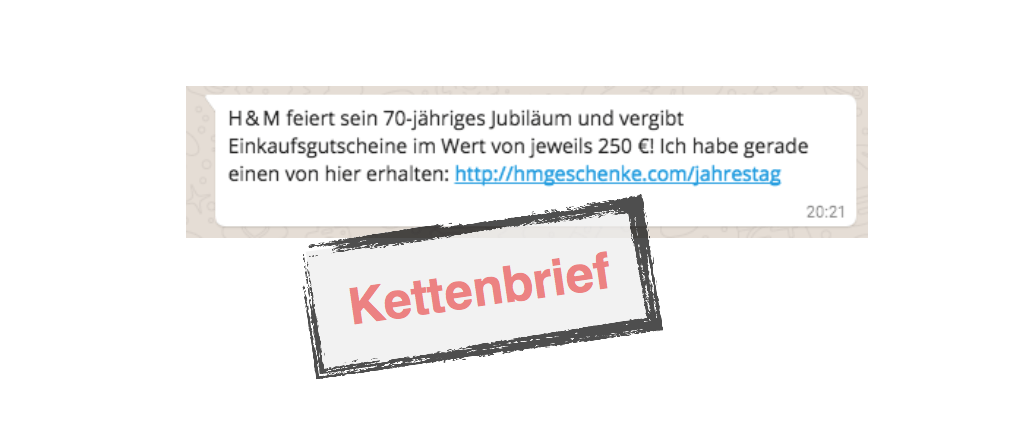 H&M feiert sein 70-jähriges Jubiläum und vergibt
Einkaufsgutscheine im Wert von jeweils 250 €! Ich habe gerade
einen von hier erhalten: http://hmgeschenke.com/jahrestag
20:21
Kettenbrief